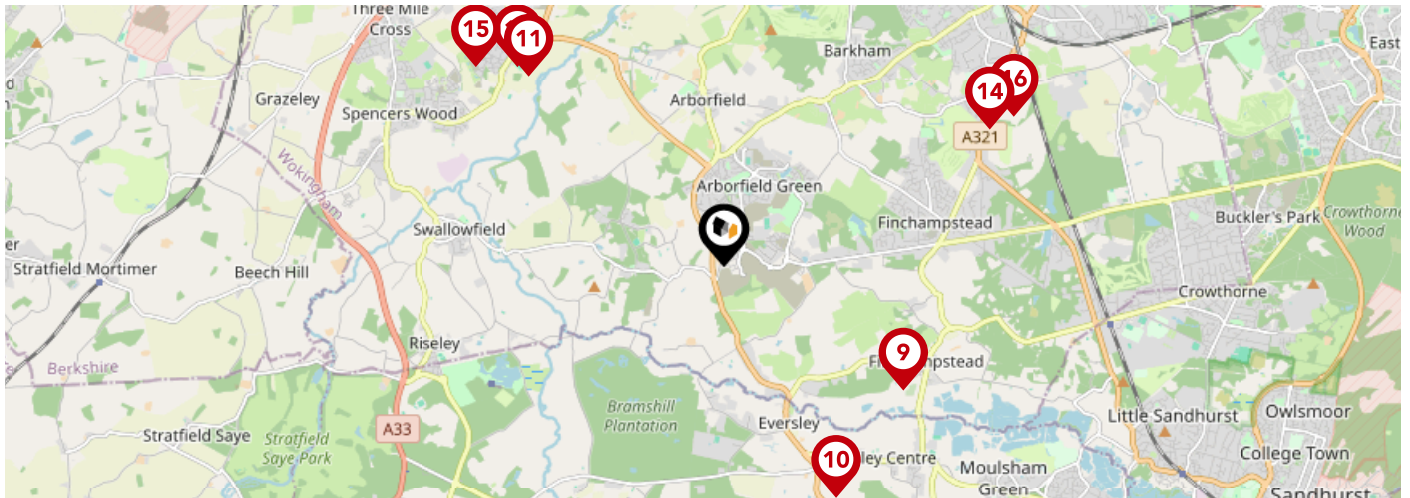 Three Mile
Cross
15
11
Barkham
East
Grazeley
Arborfield
14
16
Spencers Wood
A321
Wokingham
Arborfield Green
Finchampstead
Buckler's Park
Crowthorne
Wood
Swallowfield
er
Stratfield Mortimer
Beech Hill
Crowthorne
Riseley
Berkshire
9
Bramshill
Plantation
Little Sandhurst
Owlsmoor
A33
Eversley
Stratfield Saye
Stratfield
Saye Park
10
ley Centre
Moulsham
Green
College Town
Sandhurst